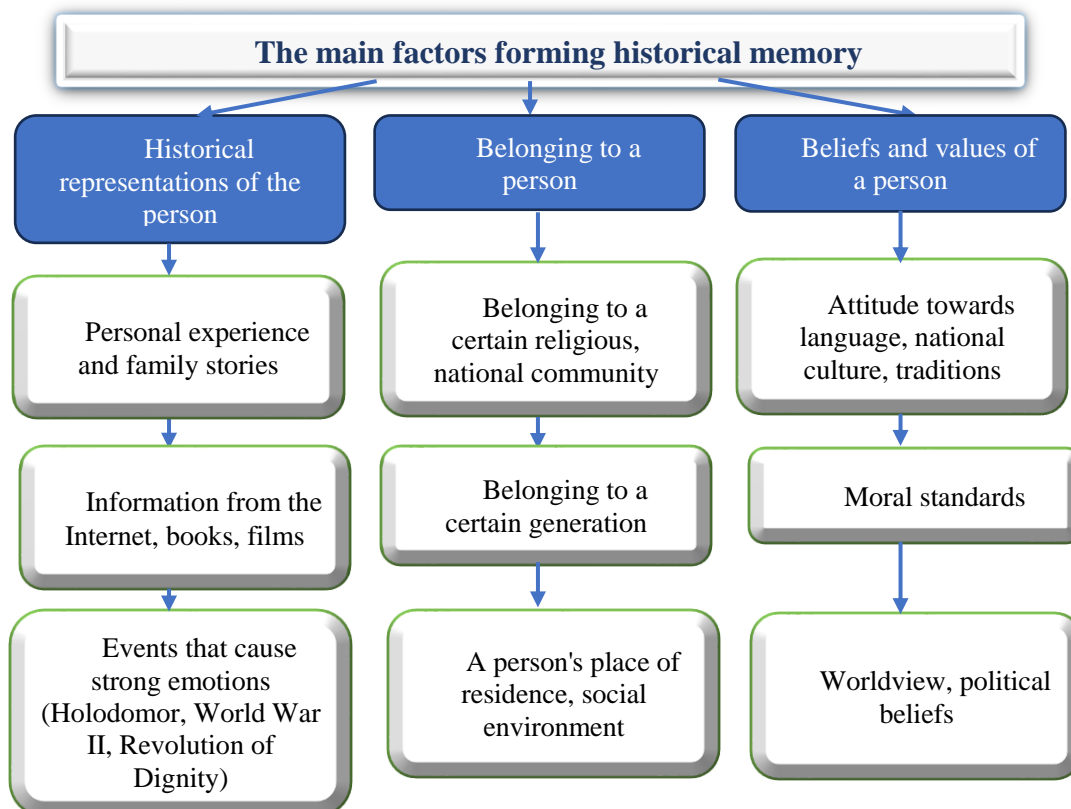 The main factors forming historical memory
Historical
representations of the
person
Belonging to a
person
Beliefs and values of
a person
Personal experience
and family stories
Belonging to a
certain religious,
national community
Attitude towards
language, national
culture, traditions
Information from the
Internet, books, films
Belonging to a
certain generation
Moral standards
Events that cause
strong emotions
(Holodomor, World War
II, Revolution of
Dignity)
A person's place of
residence, social
environment
Worldview, political
beliefs